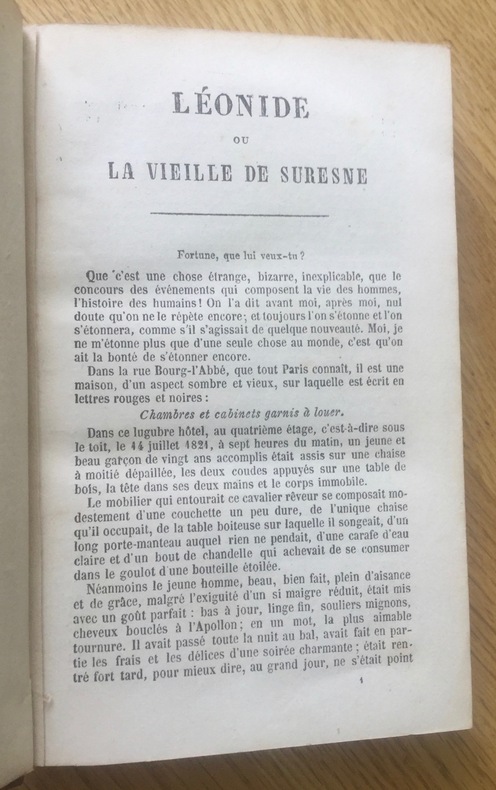 LÉONIDE
OU
LA VIEILLE DE SURESNE
Fortune, que lui veux-tu ?
Que c'est une chose étrange, bizarre, inexplicable, que le
concours des événements qui composent la vie des hommes,
l'histoire des humains ! On l'a dit avant moi, après moi, nul
doute qu'on ne le répète encore ; et toujours l'on s'étonne et l'on
s'étonnera, comme s'il s'agissait de quelque nouveauté. Moi, je
ne m'étonne plus que d'une seule chose au monde, c'est qu'on
ait la bonté de s'étonner encore.
Dans la rue Bourg-l'Abbé, que tout Paris connaît, il est une
maison, d'un aspect sombre et vieux, sur laquelle est écrit en
lettres rouges et noires :
Chambres et cabinets garnis à louer.
Dans ce lugubre hôtel, au quatrième étage, c'est-à-dire sous
le toit, le 14 juillet 1821, à sept heures du matin, un jeune et
beau garçon de vingt ans accomplis était assis sur une chaise
à moitié dépaillée, les deux coudes appuyés sur une table de
bois, la tête dans ses deux mains et le corps immobile.
Le mobilier qui entourait ce cavalier rêveur se composait mo-
destement d'une couchette un peu dure, de l'unique chaise
qu'il occupait, de la table boiteuse sur laquelle il songeait, d'un
long porte-manteau auquel rien ne pendait, d'une carafe d'eau
claire et d'un bout de chandelle qui achevait de se consumer
dans le goulot d'une bouteille étoilée.
Néanmoins le jeune homme, beau, bien fait, plein d'aisance
et de grâce, malgré l'exiguité d'un si maigre réduit, était mis
avec un goût parfait : bas à jour, linge fin, souliers mignons,
cheveux bouclés à l'Apollon ; en un mot, la plus aimable
tournure. Il avait passé toute la nuit au bal, avait fait en par-
tie les frais et les délices d'une soirée charmante ; était ren-
tré fort tard, pour mieux dire, au grand jour, ne s'était point
1